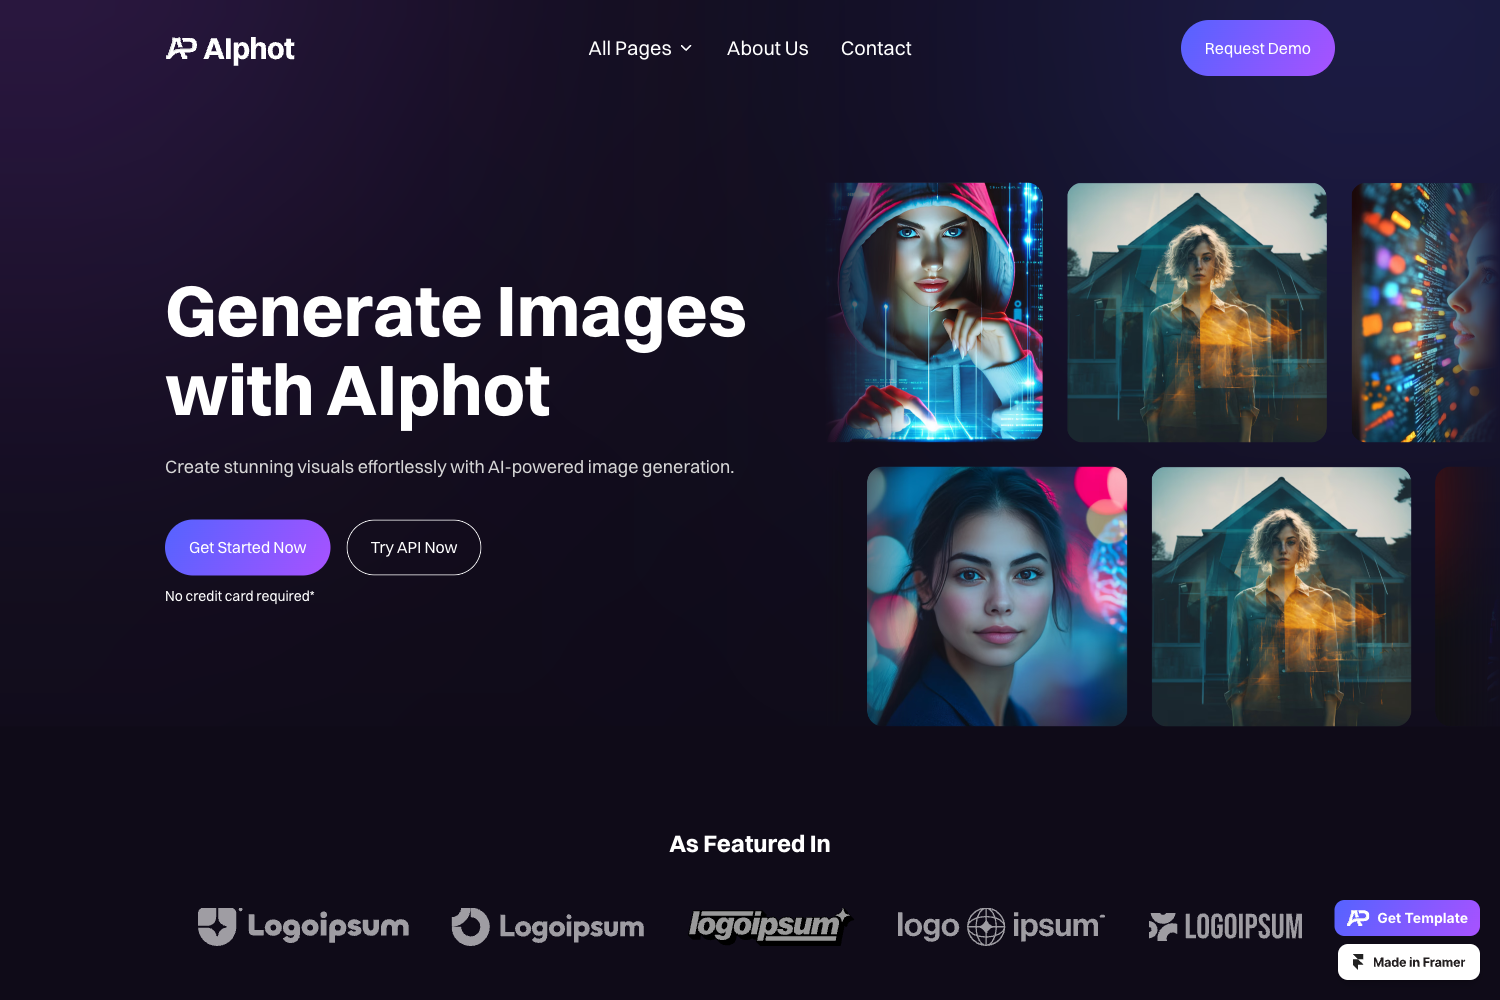 AIphot
All Pages
About Us
Contact
Request Demo
Generate Images
with AIphot
Create stunning visuals effortlessly with AI-powered image generation.
Get Started Now
Try API Now
No credit card required*
As Featured In
Logoipsum
Logoipsum
logoipsum
logo ipsum
LOGOIPSUM
Get Template
Made in Framer